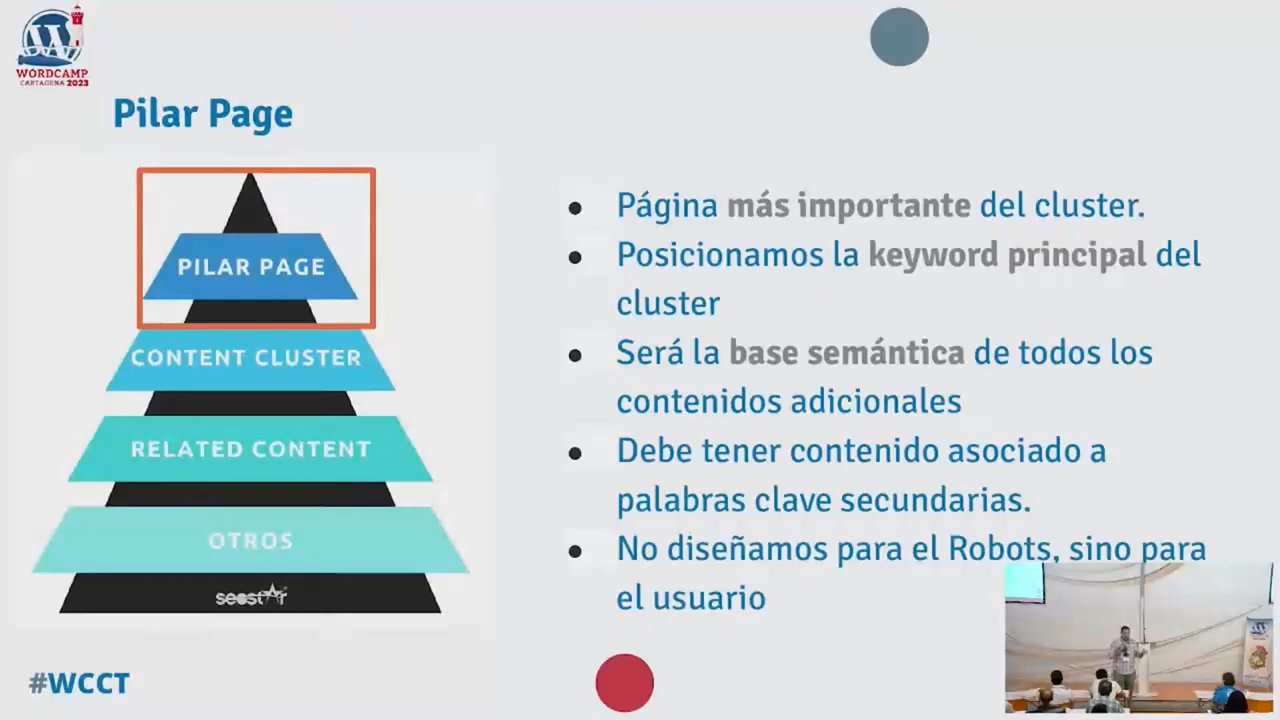 WORDCAMP
CARTAGENA 2023
Pilar Page
PILAR PAGE
CONTENT CLUSTER
RELATED CONTENT
OTROS
seostar
Página más importante del cluster.
Posicionamos la keyword principal del
cluster
Será la base semántica de todos los
contenidos adicionales
Debe tener contenido asociado a
palabras clave secundarias.
No diseñamos para el Robots, sino para
el usuario
#WCCT